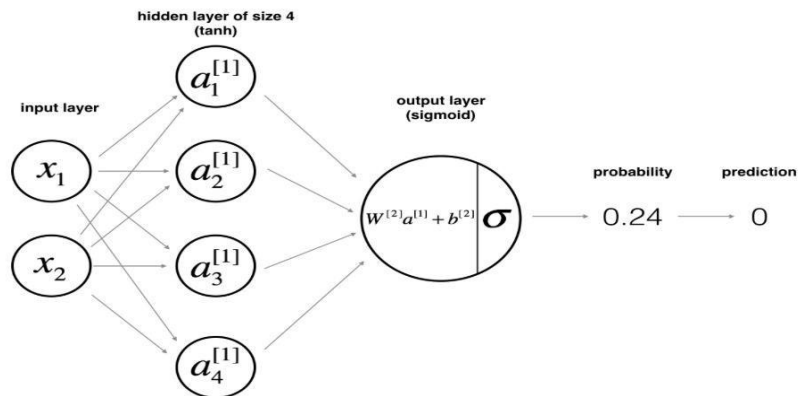 hidden layer of size 4
(tanh)
input layer
x₁
x₂
a₁^[1]
a₂^[1]
a₃^[1]
a₄^[1]
output layer
(sigmoid)
W^[2]a^[1] + b^[2]
σ
probability
0.24
prediction
0